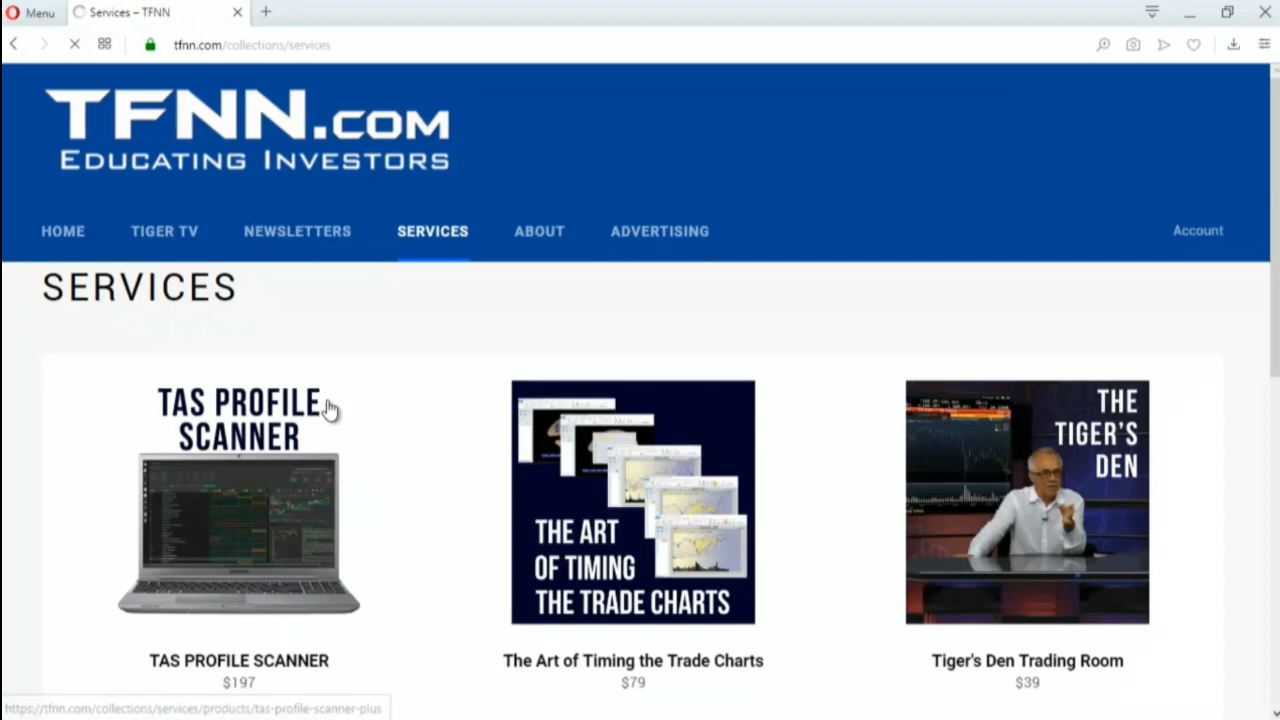 Menu
Services – TFNN
tfnn.com/collections/services
TFNN.COM
EDUCATING INVESTORS
HOME
TIGER TV
NEWSLETTERS
SERVICES
ABOUT
ADVERTISING
Account
SERVICES
TAS PROFILE
SCANNER
THE ART
OF TIMING
THE TRADE CHARTS
THE
TIGER'S
DEN
TAS PROFILE SCANNER
$197
The Art of Timing the Trade Charts
$79
Tiger's Den Trading Room
$39
https://tfnn.com/collections/services/products/tas-profile-scanner-plus